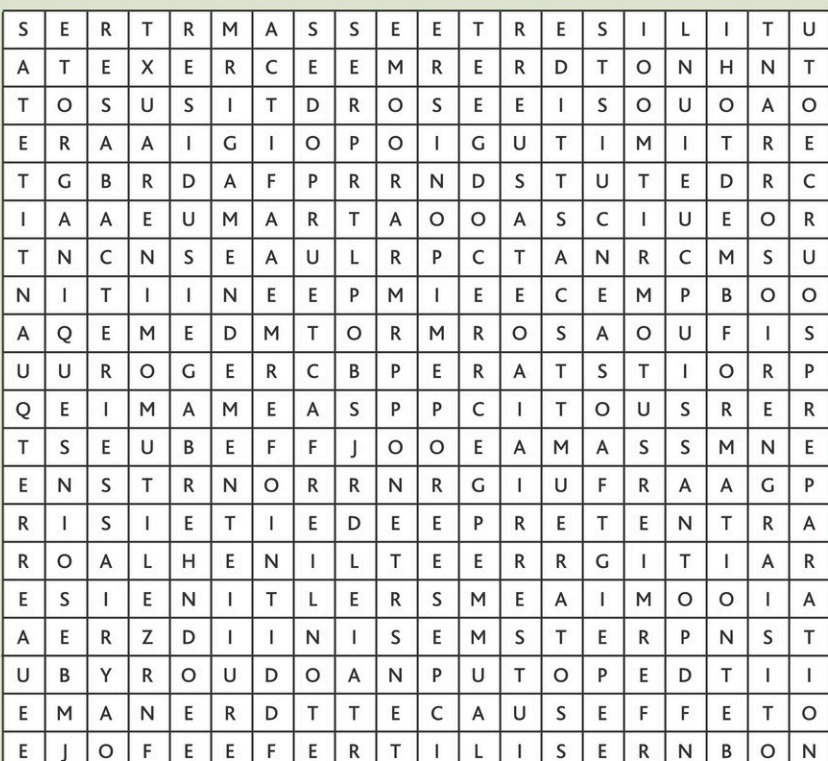 S E R T R M A S S E E T R E S I L I T U
A T E X E R C E E M R E R D T O N H N T
T O S U S I T D R O S E E I S O U O A O
E R A A I G I O P O I G U T I M I T R E
T G B R D A F P R R N D S T U T E D R C
I A A E U M A R T A O O A S C I U E O R
T N C N S E A U L R P C T A N R C M S U
N I T I I N E E P M I E E C E M P B O O
A Q E M E D M T O R M R O S A O U F I S
U U R O G E R C B P E R A T S T I O R P
Q E I M A M E A S P P C I T O U S R E R
T S E U B E F F J O O E A M A S S M N E
E N S T R N O R R N R G I U F R A A G P
R I S I E T I E D E E P R E T E N T R A
R O A L H E N I L T E E R R G I T I A R
E S I E N I T L E R S M E A I M O O I A
A E R Z D I I N I S E M S T E R P N S T
U B Y R O U D O A N P U T O P E D T I I
E M A N E R D T T E C A U S E F F E T O
E J O F E E F E R T I L I S E R N B O N